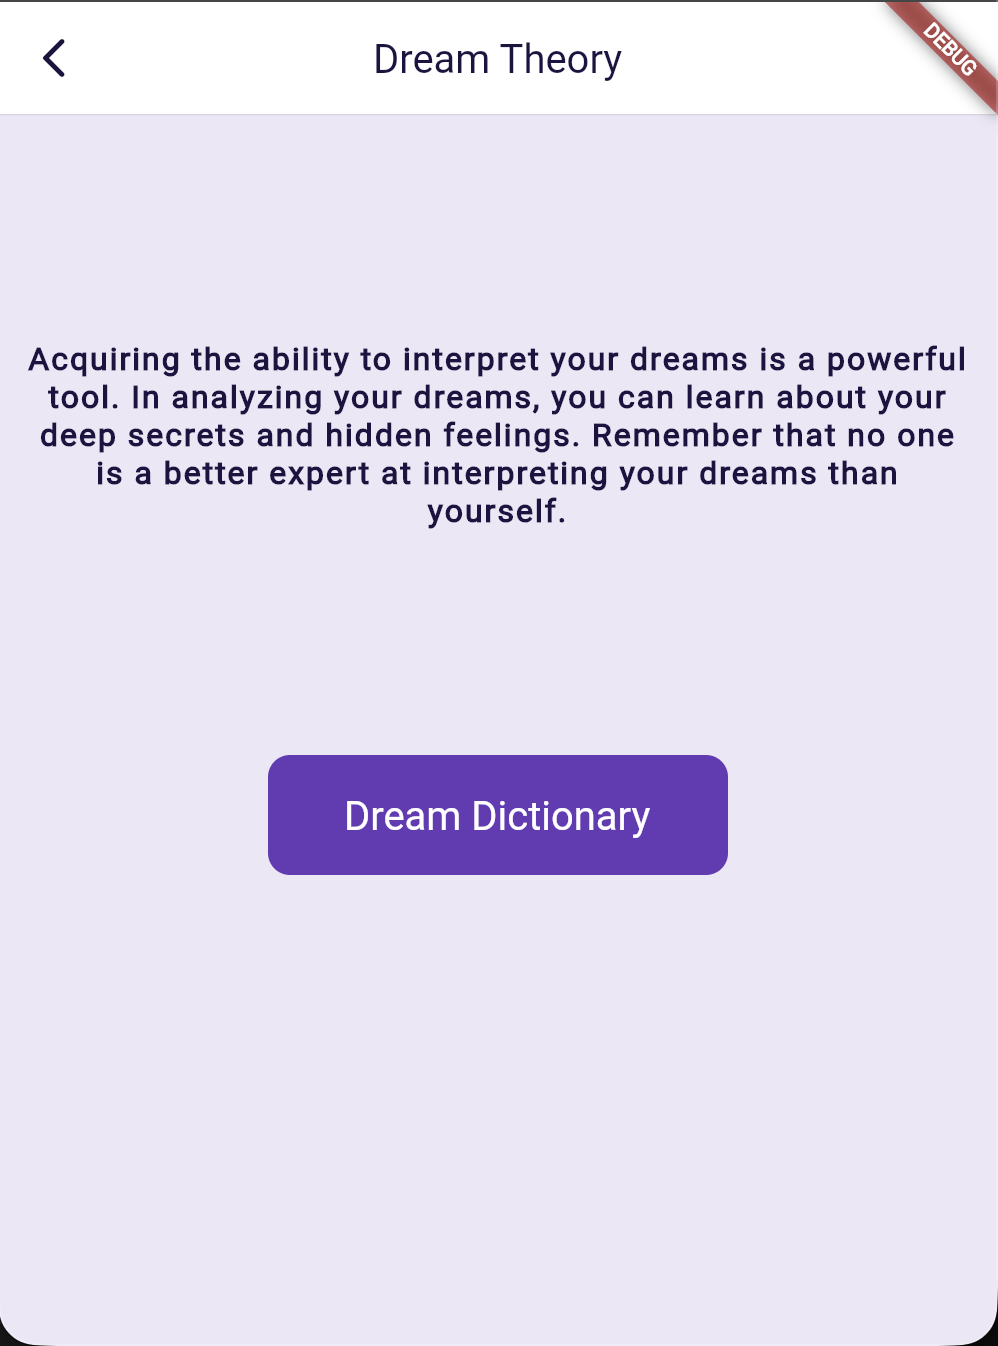 Dream Theory
DEBUG
Acquiring the ability to interpret your dreams is a powerful
tool. In analyzing your dreams, you can learn about your
deep secrets and hidden feelings. Remember that no one
is a better expert at interpreting your dreams than
yourself.
Dream Dictionary